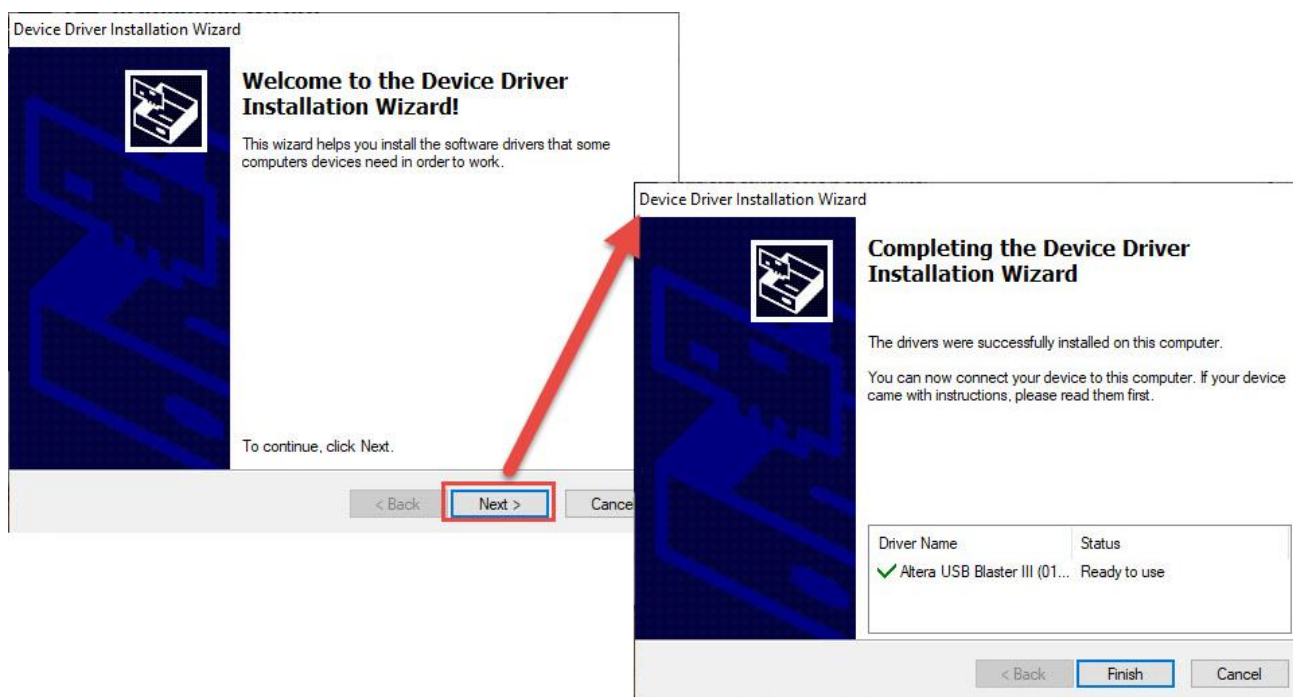 Device Driver Installation Wizard
Welcome to the Device Driver
Installation Wizard!
This wizard helps you install the software drivers that some
computers devices need in order to work.
To continue, click Next.
< Back
Next >
Cancel
Device Driver Installation Wizard
Completing the Device Driver
Installation Wizard
The drivers were successfully installed on this computer.
You can now connect your device to this computer. If your device
came with instructions, please read them first.
Driver Name Status
Altera USB Blaster III (01... Ready to use
< Back
Finish
Cancel